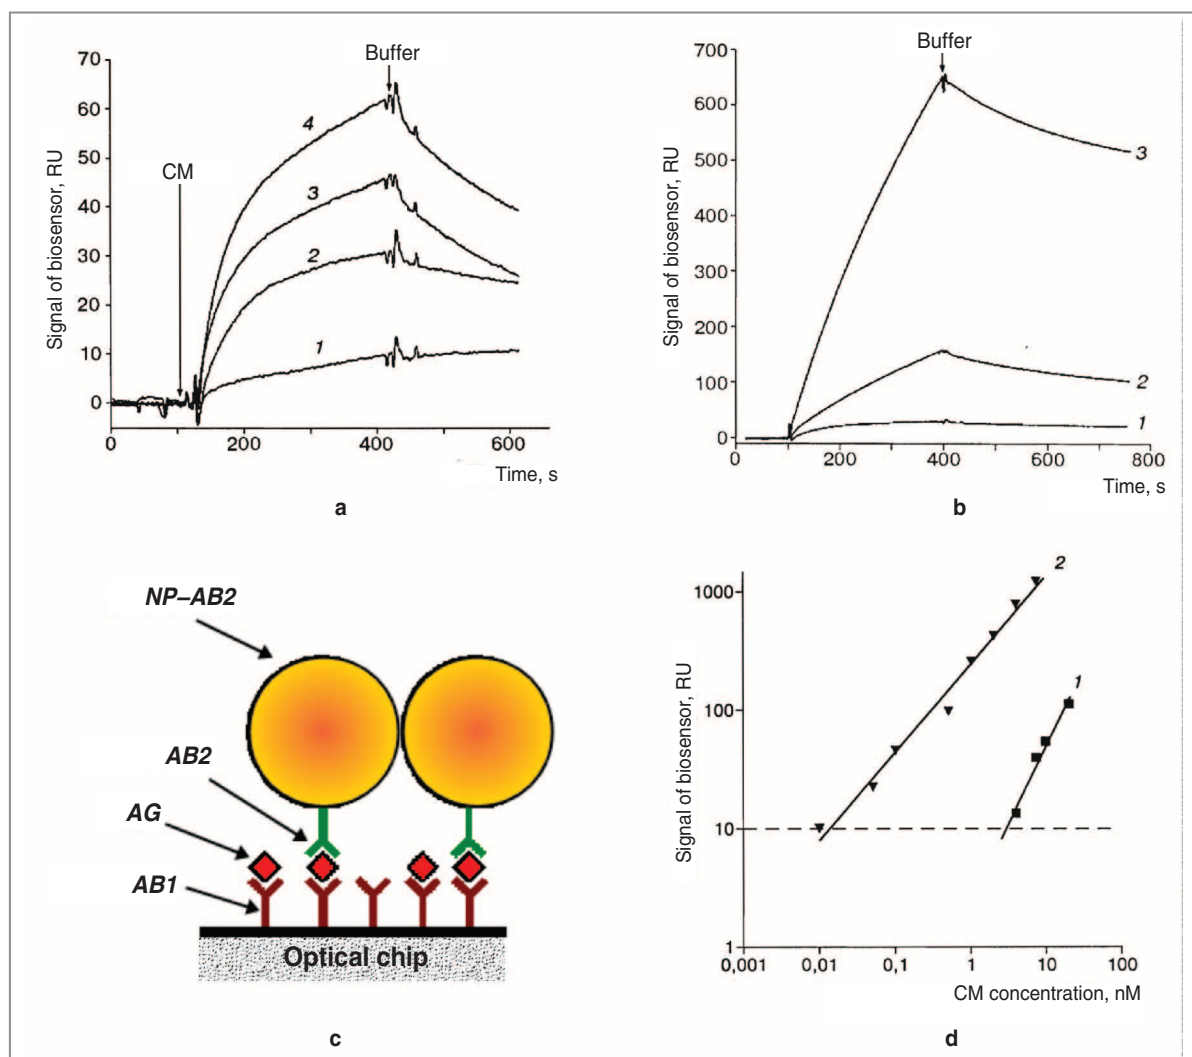 70
60
50
40
30
20
10
0
Signal of biosensor, RU
CM
Buffer
4
3
2
1
0
200
400
600
Time, s
a
700
600
500
400
300
200
100
0
Signal of biosensor, RU
Buffer
3
2
1
0
200
400
600
800
Time, s
b
NP–AB2
AB2
AG
AB1
Optical chip
c
1000
100
10
1
Signal of biosensor, RU
2
1
0,001
0,01
0,1
1
10
100
CM concentration, nM
d